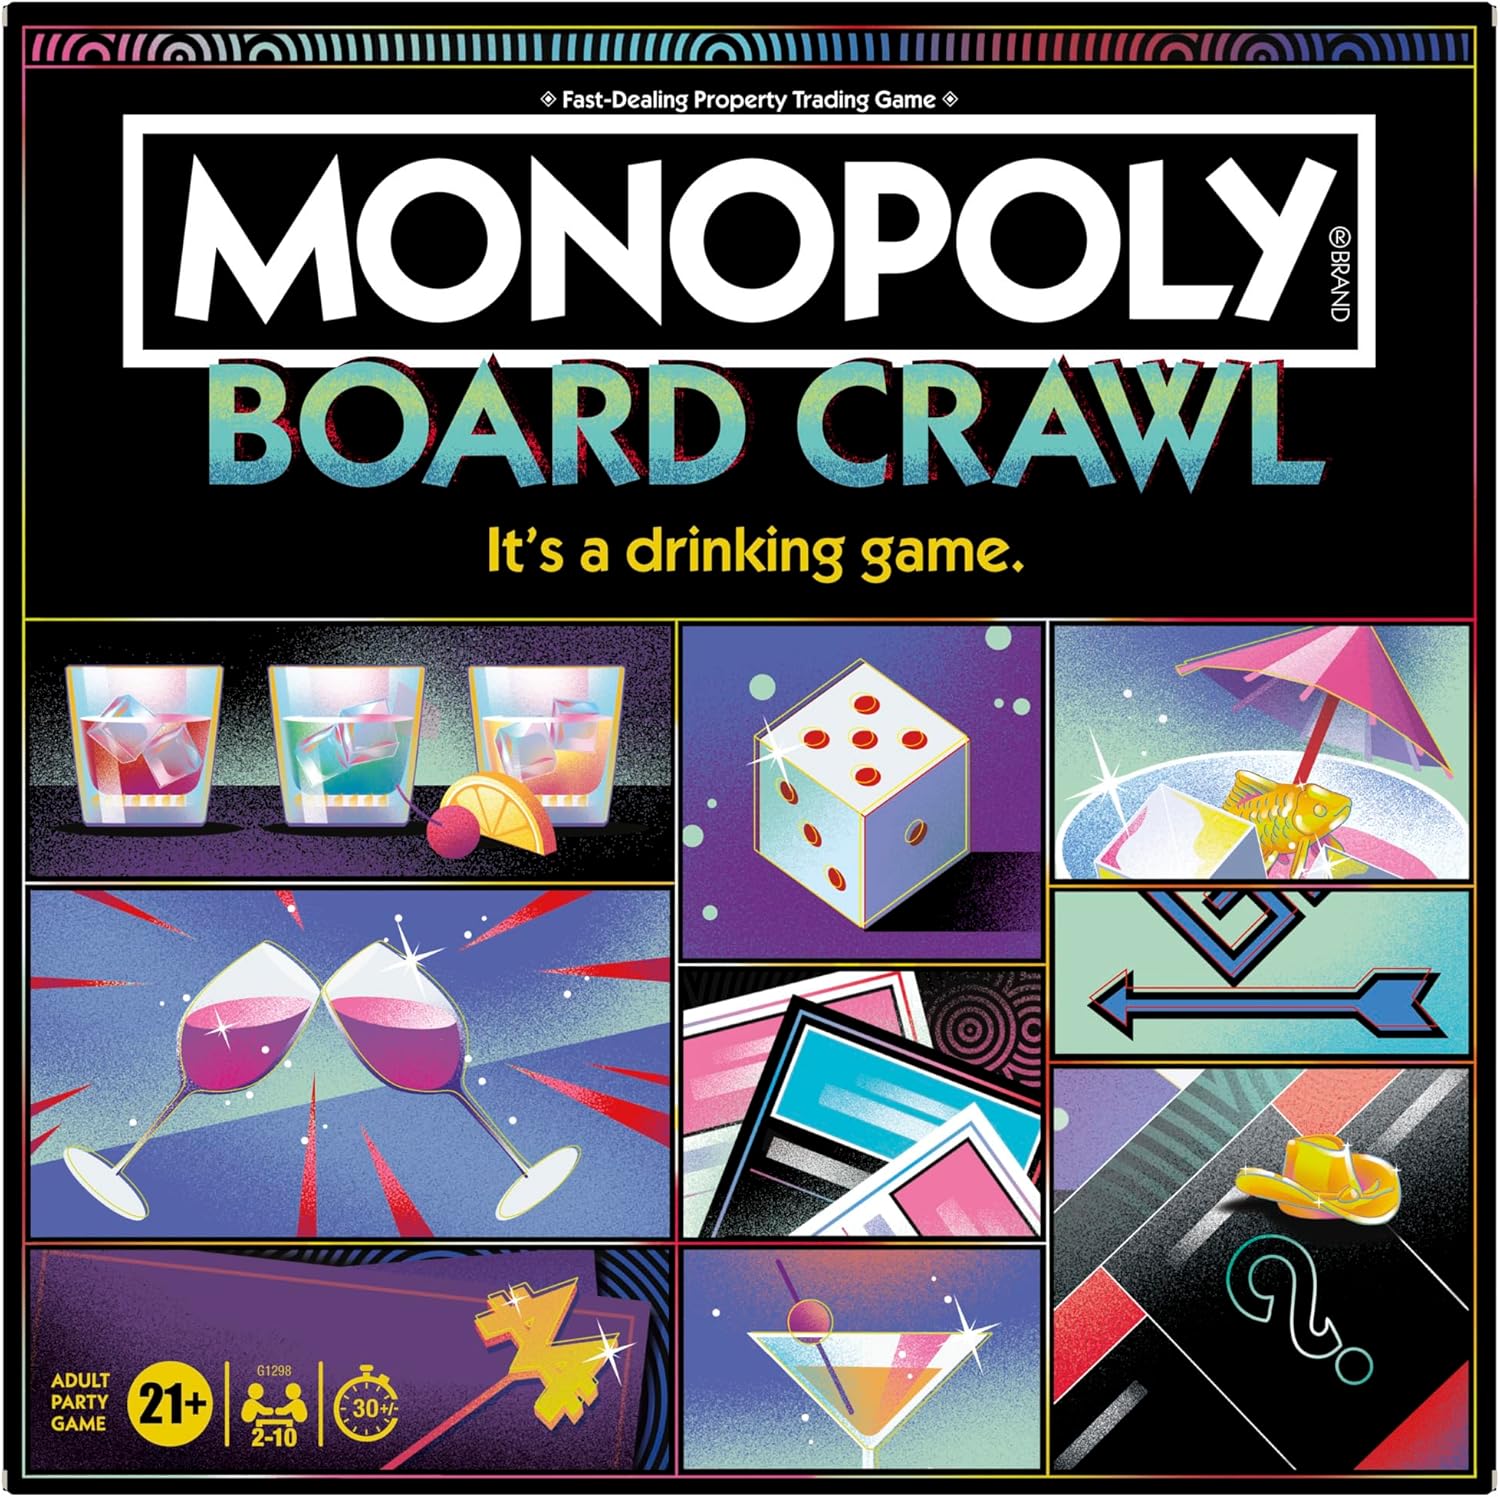 Fast-Dealing Property Trading Game
MONOPOLY
®BRAND
BOARD CRAWL
It's a drinking game.
ADULT
PARTY
GAME
21+
G1298
2-10
30+/-
?